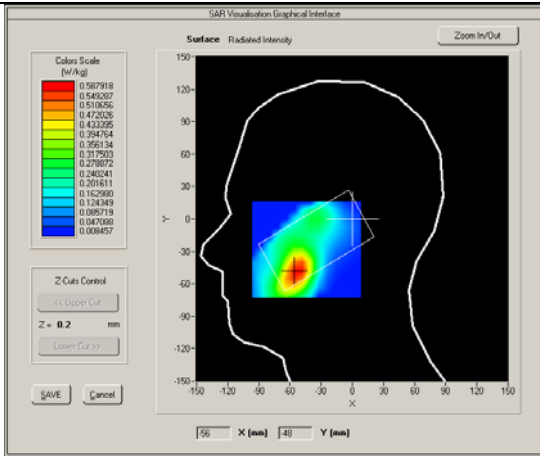 SAR Visualisation Graphical Interface
Surface Radiated Intensity
Zoom In/Out
Colors Scale
(W/kg)
0.587918
0.549287
0.510656
0.472026
0.433395
0.394764
0.356134
0.317503
0.278872
0.240241
0.201611
0.162980
0.124349
0.085719
0.047088
0.008457
Z-Cuts Control
<< Upper Cut
Z = 0.2 mm
Lower Cut >>
SAVE Cancel
150-
120-
90-
60-
30-
0-
-30-
-60-
-90-
-120-
-150-
Y
-150 -120 -90 -60 -30 0 30 60 90 120 150
X
-56 X (mm) -48 Y (mm)